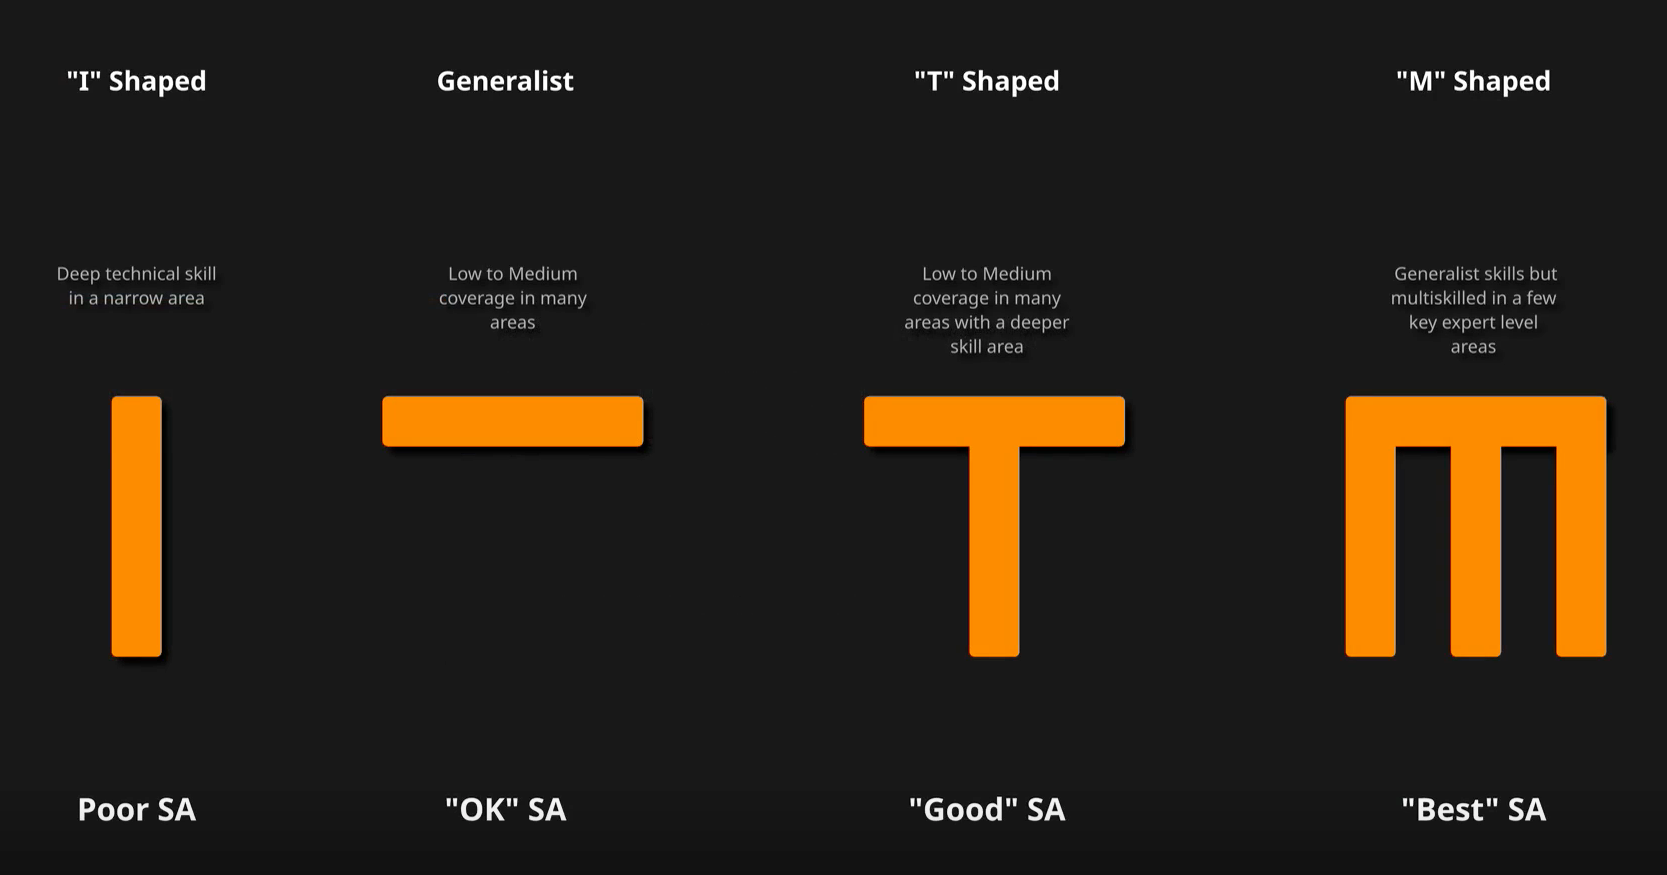 "I" Shaped
Generalist
"T" Shaped
"M" Shaped
Deep technical skill
in a narrow area
Low to Medium
coverage in many
areas
Low to Medium
coverage in many
areas with a deeper
skill area
Generalist skills but
multiskilled in a few
key expert level
areas
Poor SA
"OK" SA
"Good" SA
"Best" SA